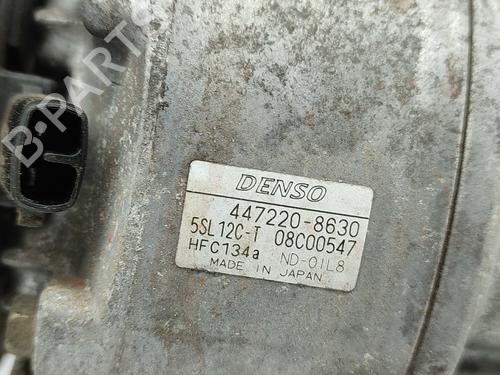 B-PARTS
DENSO
447220-8630
5SL12C-T 08C00547
HFC134a ND-OIL8
MADE IN JAPAN